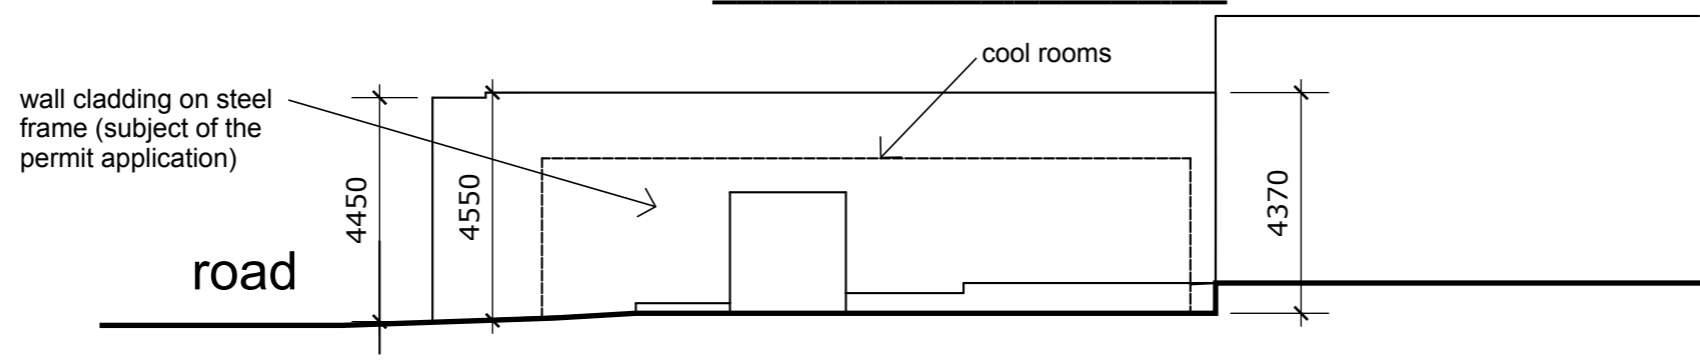 cool rooms
wall cladding on steel
frame (subject of the
permit application)
4450
4550
4370
road